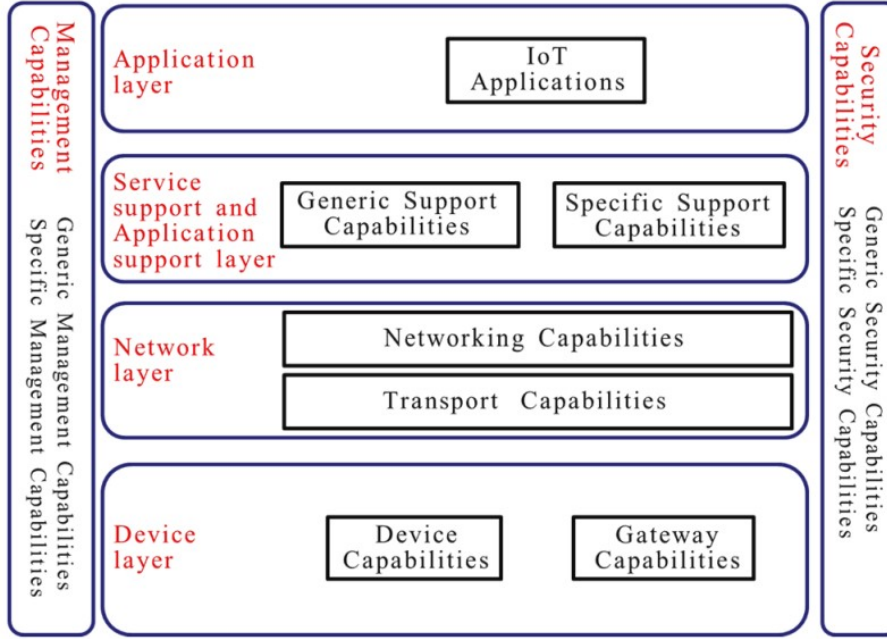 Management
Capabilities
Generic Management Capabilities
Specific Management Capabilities
Application
layer
IoT
Applications
Service
support and
Application
support layer
Generic Support
Capabilities
Specific Support
Capabilities
Network
layer
Networking Capabilities
Transport Capabilities
Device
layer
Device
Capabilities
Gateway
Capabilities
Security
Capabilities
Generic Security Capabilities
Specific Security Capabilities